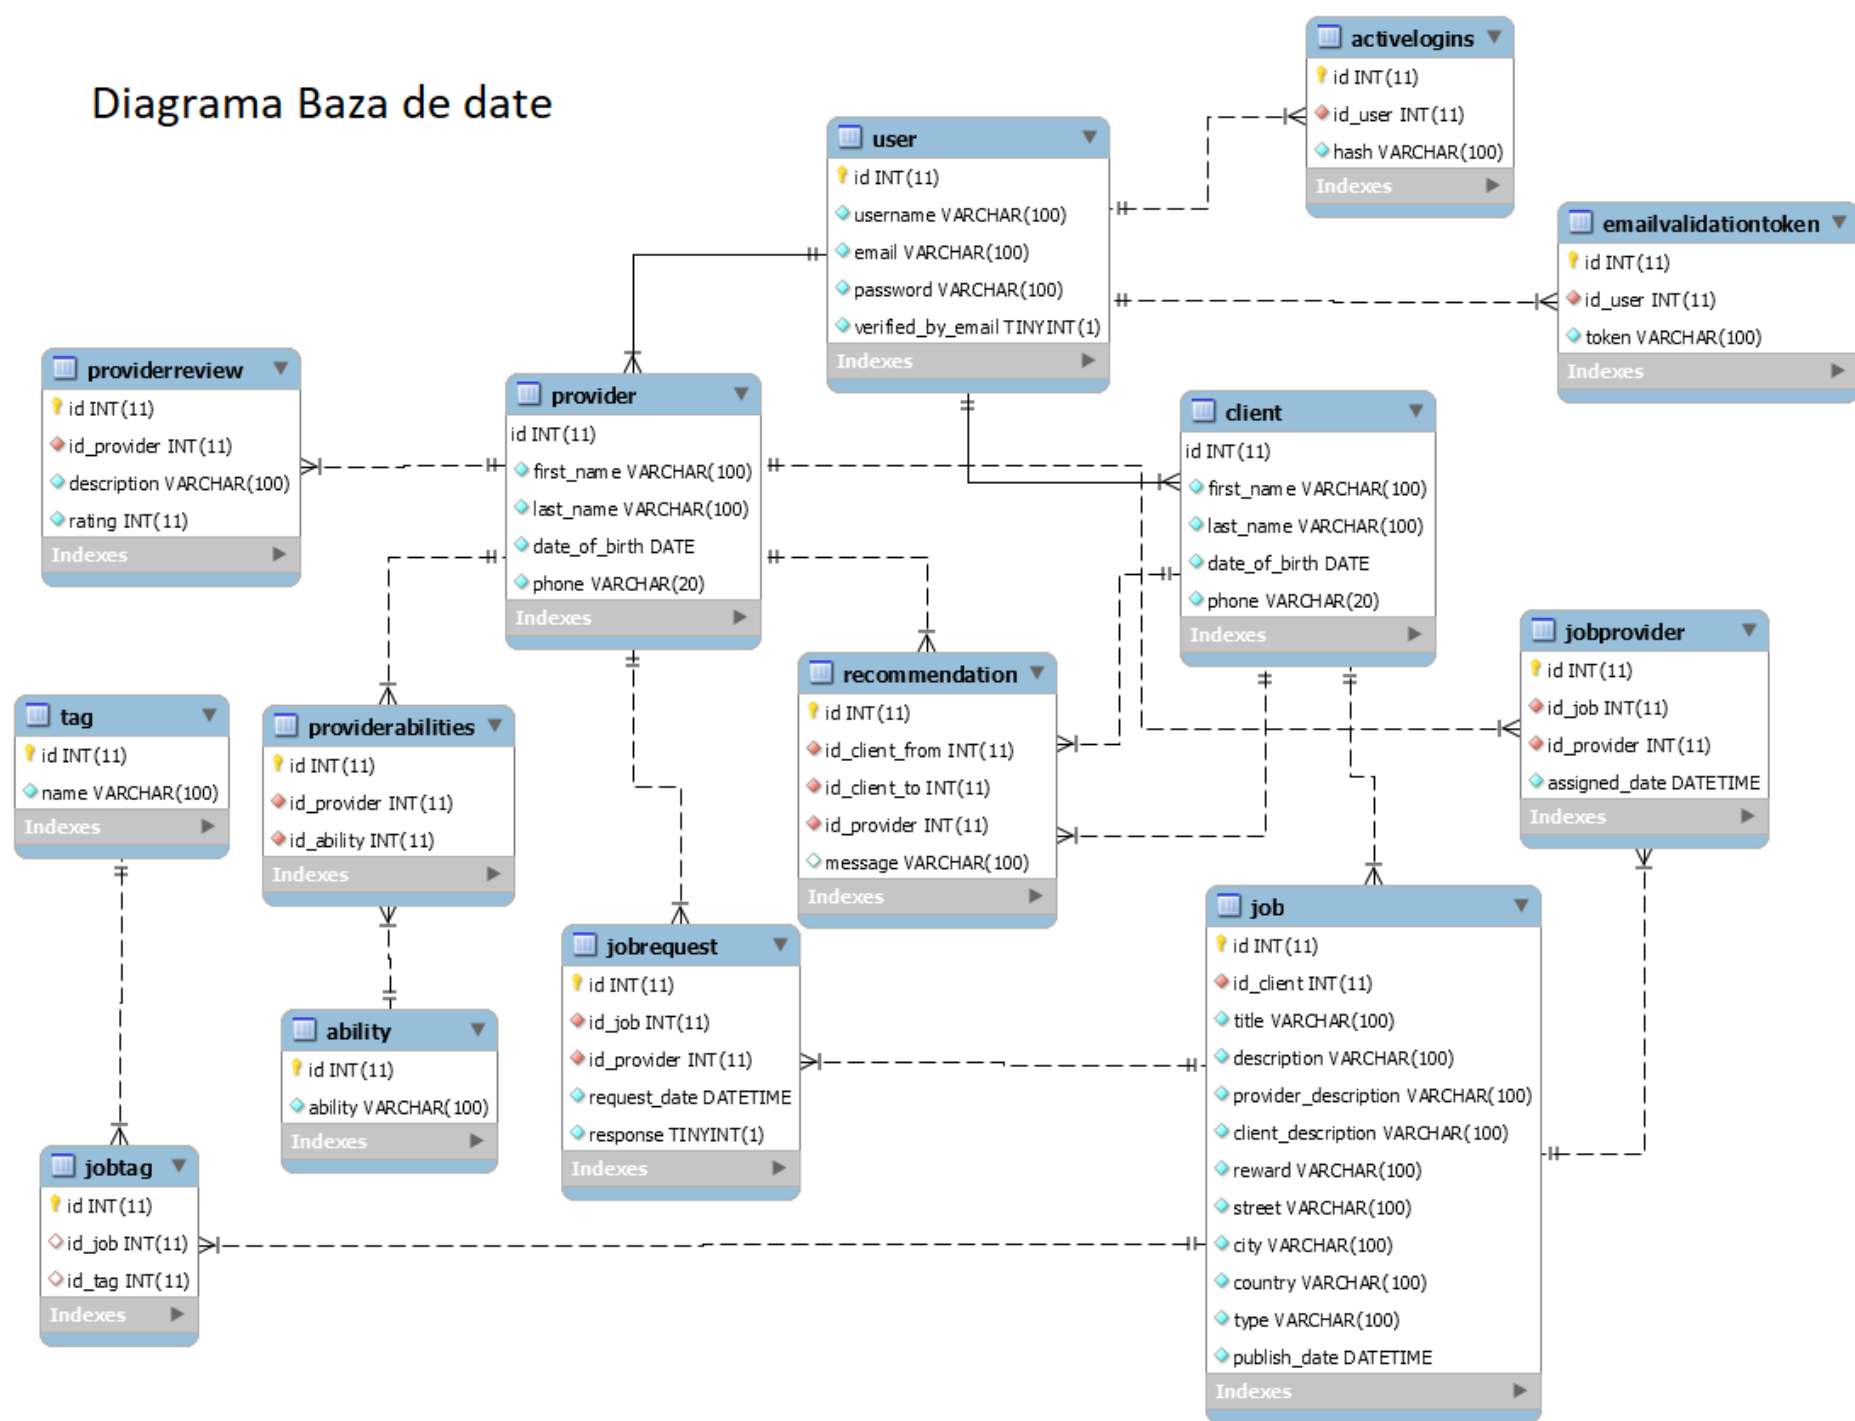 Diagrama Baza de date
activelogins
id INT(11)
id_user INT(11)
hash VARCHAR(100)
Indexes
user
id INT(11)
username VARCHAR(100)
email VARCHAR(100)
password VARCHAR(100)
verified_by_email TINYINT(1)
Indexes
emailvalidationtoken
id INT(11)
id_user INT(11)
token VARCHAR(100)
Indexes
providerreview
id INT(11)
id_provider INT(11)
description VARCHAR(100)
rating INT(11)
Indexes
provider
id INT(11)
first_name VARCHAR(100)
last_name VARCHAR(100)
date_of_birth DATE
phone VARCHAR(20)
Indexes
client
id INT(11)
first_name VARCHAR(100)
last_name VARCHAR(100)
date_of_birth DATE
phone VARCHAR(20)
Indexes
jobprovider
id INT(11)
id_job INT(11)
id_provider INT(11)
assigned_date DATETIME
Indexes
recommendation
id INT(11)
id_client_from INT(11)
id_client_to INT(11)
id_provider INT(11)
message VARCHAR(100)
Indexes
tag
id INT(11)
name VARCHAR(100)
Indexes
providerabilities
id INT(11)
id_provider INT(11)
id_ability INT(11)
Indexes
jobrequest
id INT(11)
id_job INT(11)
id_provider INT(11)
request_date DATETIME
response TINYINT(1)
Indexes
job
id INT(11)
id_client INT(11)
title VARCHAR(100)
description VARCHAR(100)
provider_description VARCHAR(100)
client_description VARCHAR(100)
reward VARCHAR(100)
street VARCHAR(100)
city VARCHAR(100)
country VARCHAR(100)
type VARCHAR(100)
publish_date DATETIME
Indexes
ability
id INT(11)
ability VARCHAR(100)
Indexes
jobtag
id INT(11)
id_job INT(11)
id_tag INT(11)
Indexes